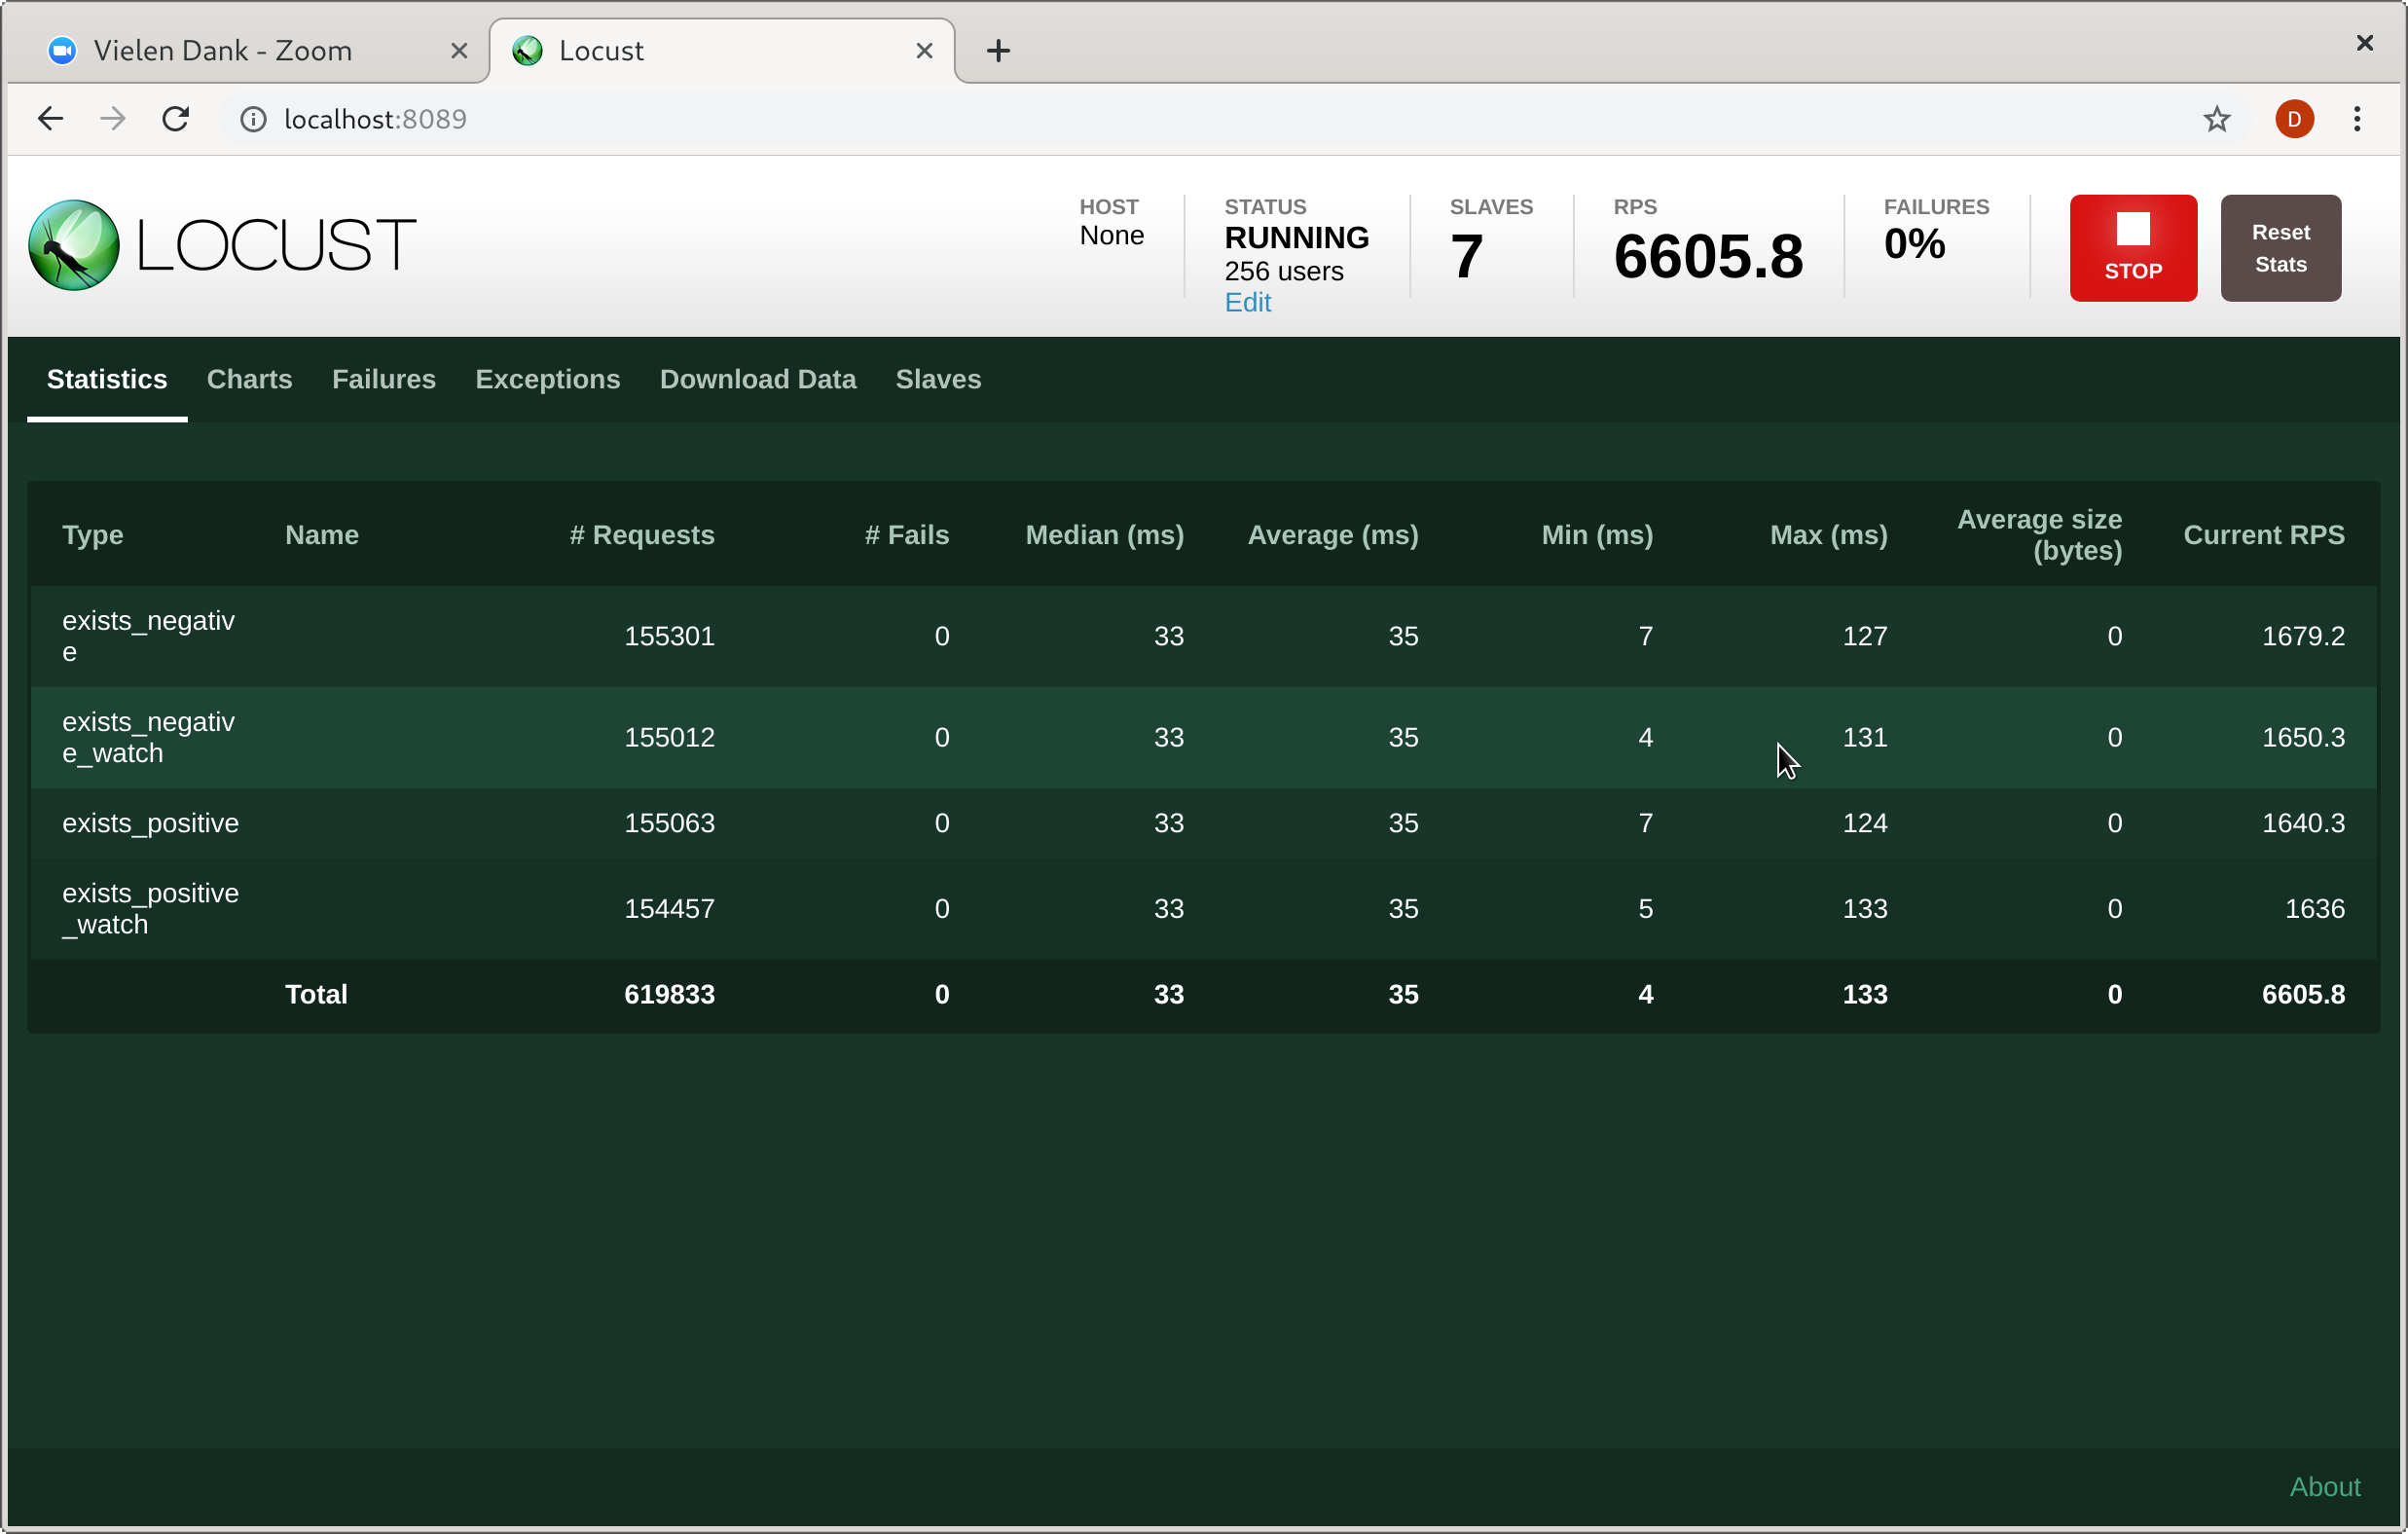 Vielen Dank - Zoom
Locust
localhost:8089
D
LOCUST
HOST
None
STATUS
RUNNING
256 users
Edit
SLAVES
7
RPS
6605.8
FAILURES
0%
STOP
Reset
Stats
Statistics Charts Failures Exceptions Download Data Slaves
Type Name # Requests # Fails Median (ms) Average (ms) Min (ms) Max (ms) Average size (bytes) Current RPS
exists_negativ
e 155301 0 33 35 7 127 0 1679.2
exists_negativ
e_watch 155012 0 33 35 4 131 0 1650.3
exists_positive 155063 0 33 35 7 124 0 1640.3
exists_positive
_watch 154457 0 33 35 5 133 0 1636
Total 619833 0 33 35 4 133 0 6605.8
About